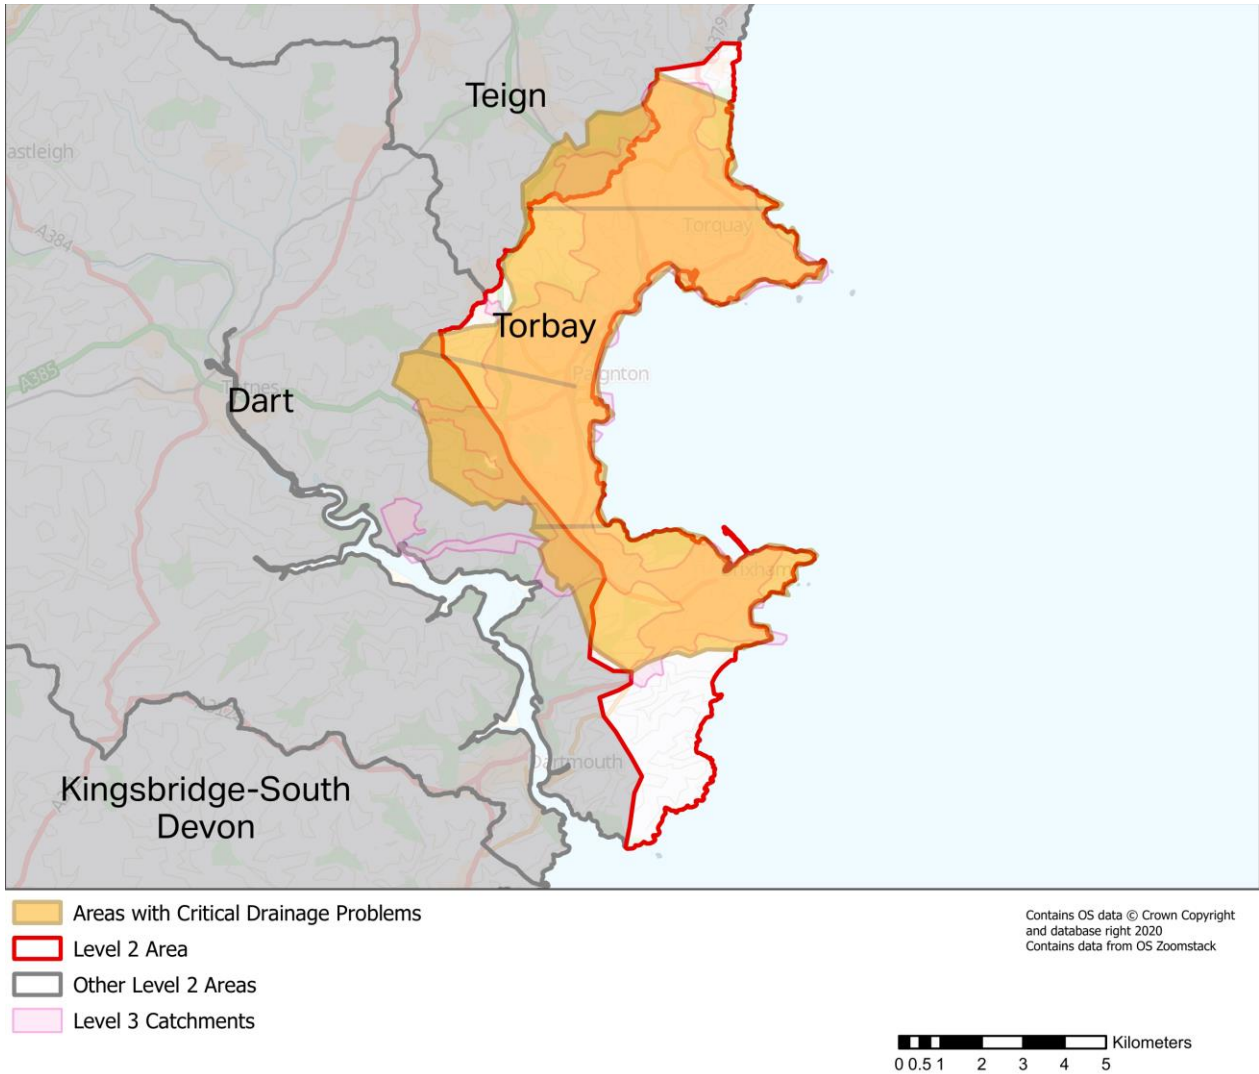 A379
Teign
astleigh
A384
Torquay
Torbay
Paignton
A385
Dart
Brixham
Dartmouth
Kingsbridge-South
Devon
Areas with Critical Drainage Problems
Level 2 Area
Other Level 2 Areas
Level 3 Catchments
Contains OS data © Crown Copyright
and database right 2020
Contains data from OS Zoomstack
Kilometers
0 0.5 1 2 3 4 5